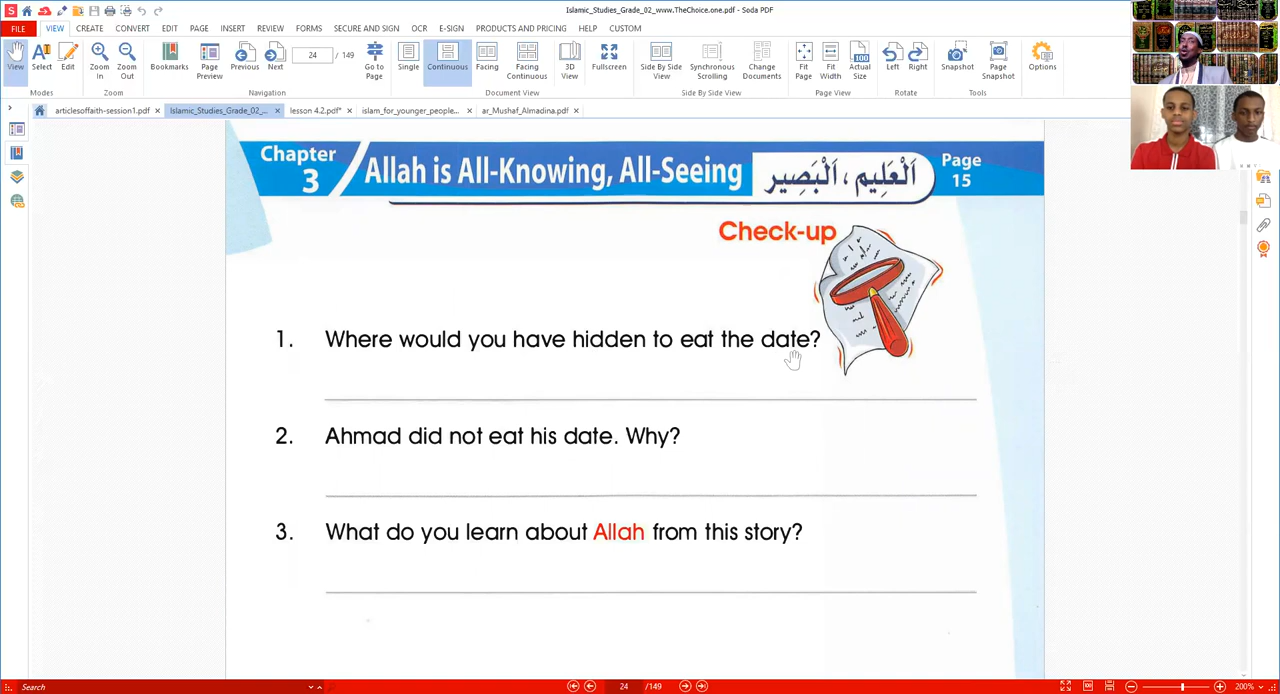 Islamic_Studies_Grade_02_www.TheChoice.one.pdf - Soda PDF
FILE VIEW CREATE CONVERT EDIT PAGE INSERT REVIEW FORMS SECURE AND SIGN OCR E-SIGN PRODUCTS AND PRICING HELP CUSTOM
View Select Edit Zoom In Zoom Out Bookmarks Page Preview Previous 24 / 149 Next Go to Page Single Continuous Facing Facing Continuous 3D View Fullscreen Side By Side View Synchronous Scrolling Change Documents Fit Page Fit Width Actual Size Left Right Snapshot Page Snapshot Options
Modes Zoom Navigation Document View Side By Side View Page View Rotate Tools
articlesoffaith-session1.pdf Islamic_Studies_Grade_02_... lesson 4.2.pdf* islam_for_younger_people... ar_Mushaf_Almadina.pdf
Chapter 3 Allah is All-Knowing, All-Seeing اَلْعَلِيم ، اَلْبَصِير Page 15
Check-up
1. Where would you have hidden to eat the date?
2. Ahmad did not eat his date. Why?
3. What do you learn about Allah from this story?
Search 24 /149 200%